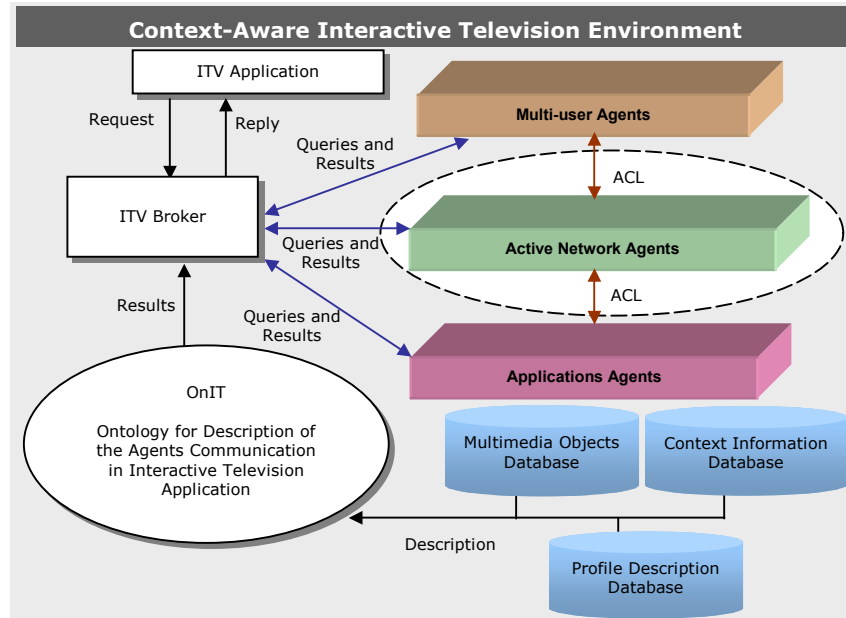 Context-Aware Interactive Television Environment
ITV Application
Request
Reply
Queries and
Results
Multi-user Agents
ACL
ITV Broker
Queries and
Results
Active Network Agents
Results
Queries and
Results
ACL
Applications Agents
OnIT
Ontology for Description of
the Agents Communication
in Interactive Television
Application
Multimedia Objects
Database
Context Information
Database
Description
Profile Description
Database